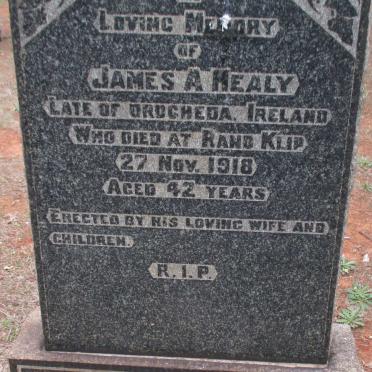 LOVING MEMORY
OF
JAMES A HEALY
LATE OF DROGHEDA, IRELAND
WHO DIED AT RAND KLIP
27 NOV. 1918
AGED 42 YEARS
ERECTED BY HIS LOVING WIFE AND
CHILDREN.
R.I.P.